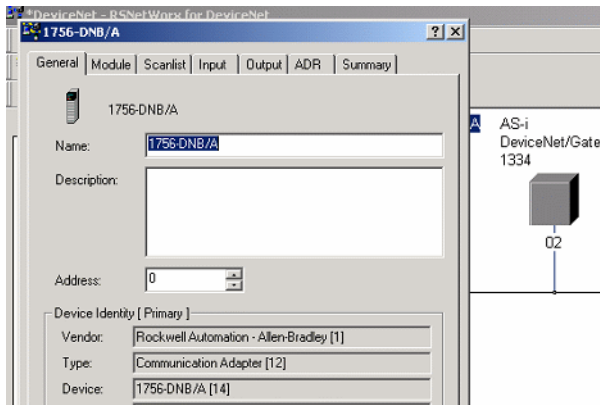 *DeviceNet - RSNetWorx for DeviceNet
1756-DNB/A
General Module Scanlist Input Output ADR Summary
1756-DNB/A
Name: 1756-DNB/A
Description:
Address: 0
Device Identity [ Primary ]
Vendor: Rockwell Automation - Allen-Bradley [1]
Type: Communication Adapter [12]
Device: 1756-DNB/A [14]
A
AS-i
DeviceNet/Gate
1334
02